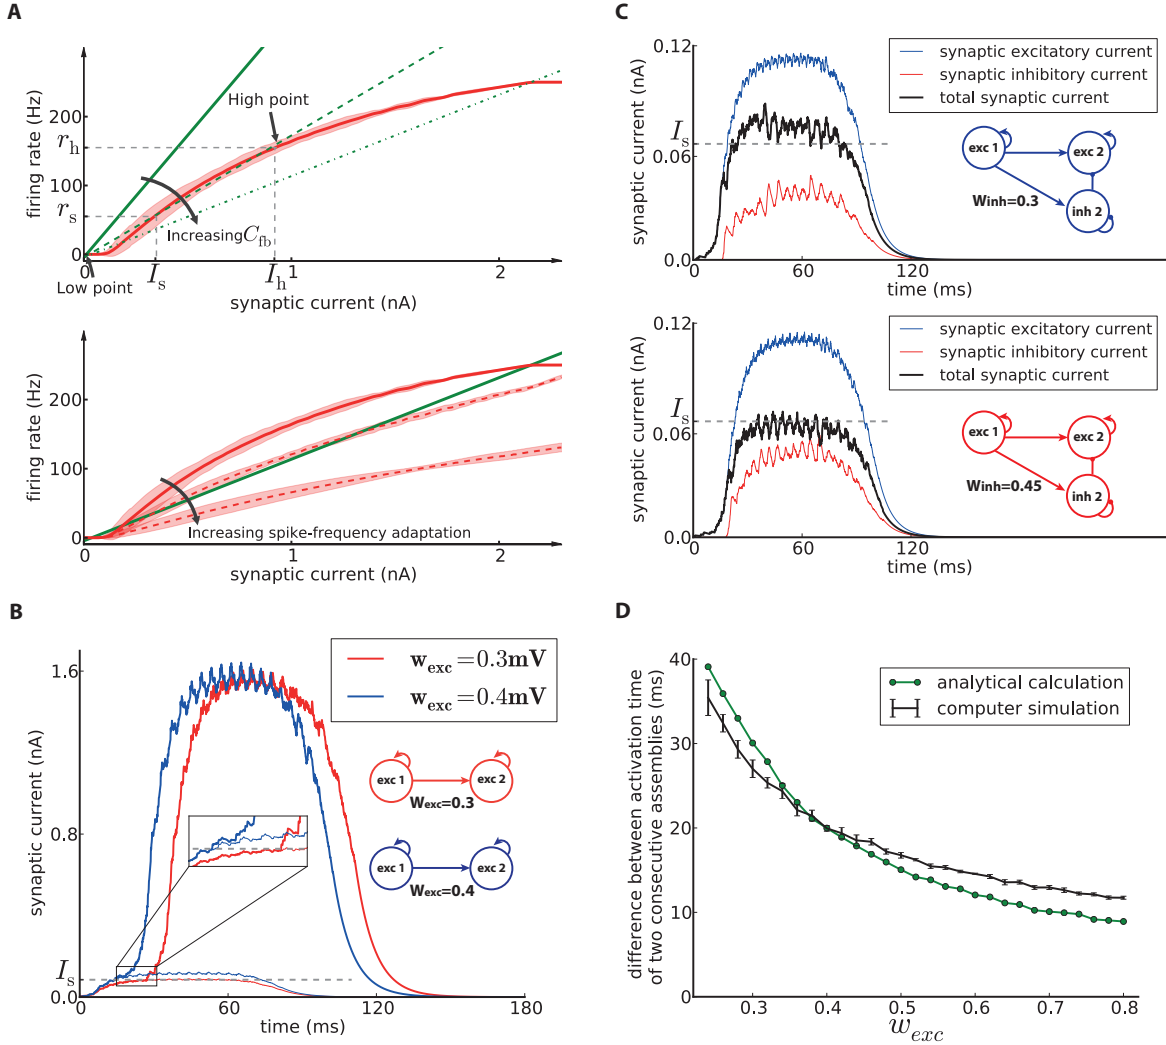 A
firing rate (Hz)
200
100
0
r_h
r_s
High point
Increasing C_fb
Low point
0
I_s
I_h
1
2
synaptic current (nA)
firing rate (Hz)
200
100
0
Increasing spike-frequency adaptation
0
1
2
synaptic current (nA)
B
synaptic current (nA)
1.6
0.8
I_s
0.0
w_exc=0.3mV
w_exc=0.4mV
exc 1
exc 2
Wexc=0.3
exc 1
exc 2
Wexc=0.4
0
60
120
180
time (ms)
C
synaptic current (nA)
0.12
I_s
0.06
0.0
synaptic excitatory current
synaptic inhibitory current
total synaptic current
exc 1
exc 2
Winh=0.3
inh 2
0
60
120
time (ms)
synaptic current (nA)
0.12
I_s
0.06
0.0
synaptic excitatory current
synaptic inhibitory current
total synaptic current
exc 1
exc 2
Winh=0.45
inh 2
0
60
120
time (ms)
D
difference between activation time
of two consecutive assemblies (ms)
40
30
20
10
0
analytical calculation
computer simulation
0.3
0.4
0.5
0.6
0.7
0.8
w_exc